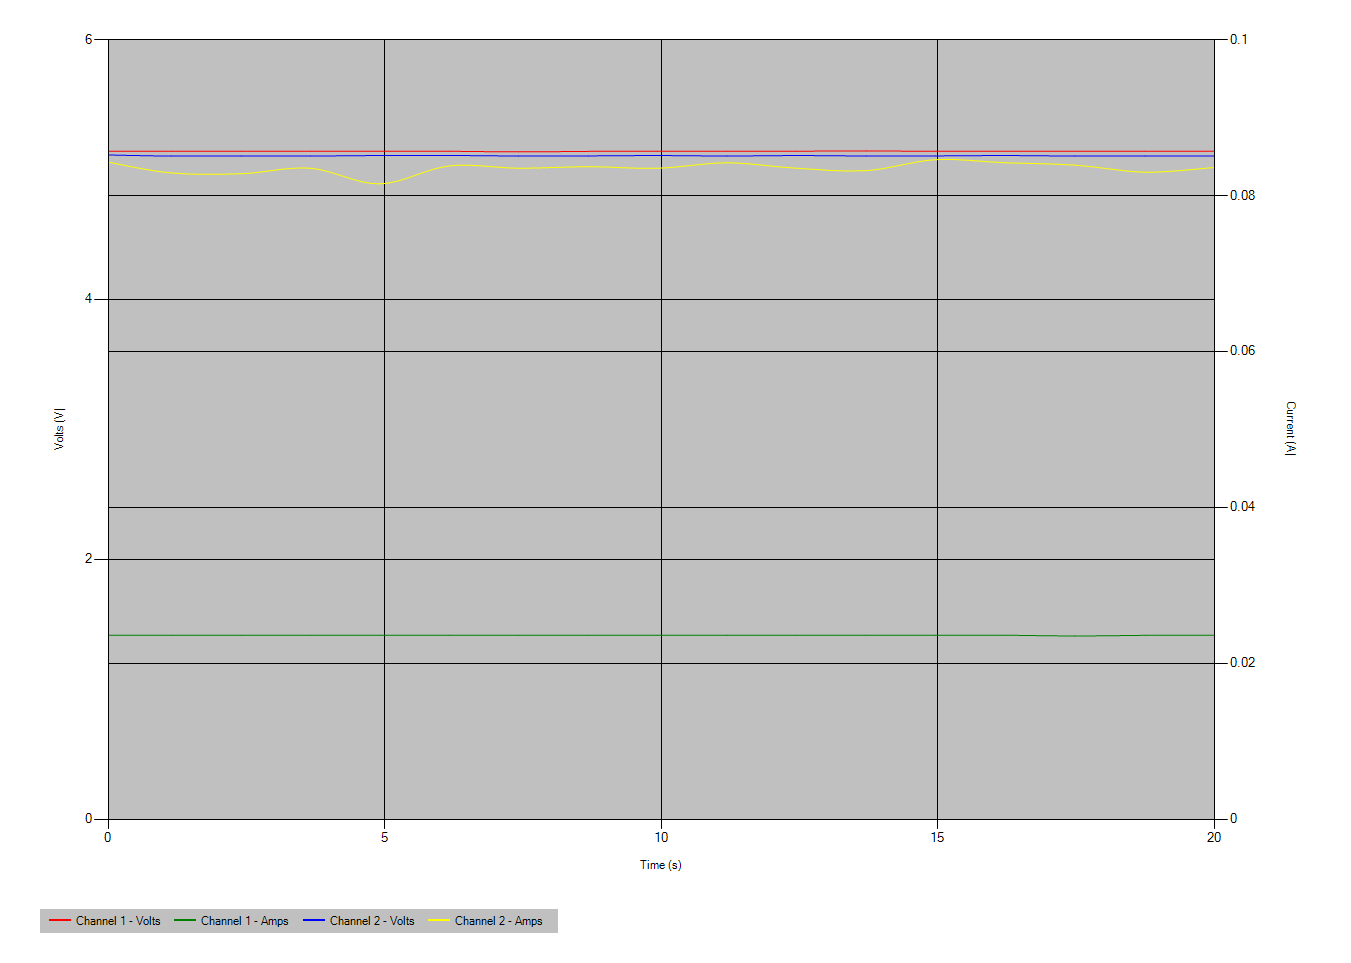 6
0.1
0.08
4
0.06
Volts (V)
Current (A)
0.04
2
0.02
0
0
0
5
10
15
20
Time (s)
Channel 1 - Volts
Channel 1 - Amps
Channel 2 - Volts
Channel 2 - Amps